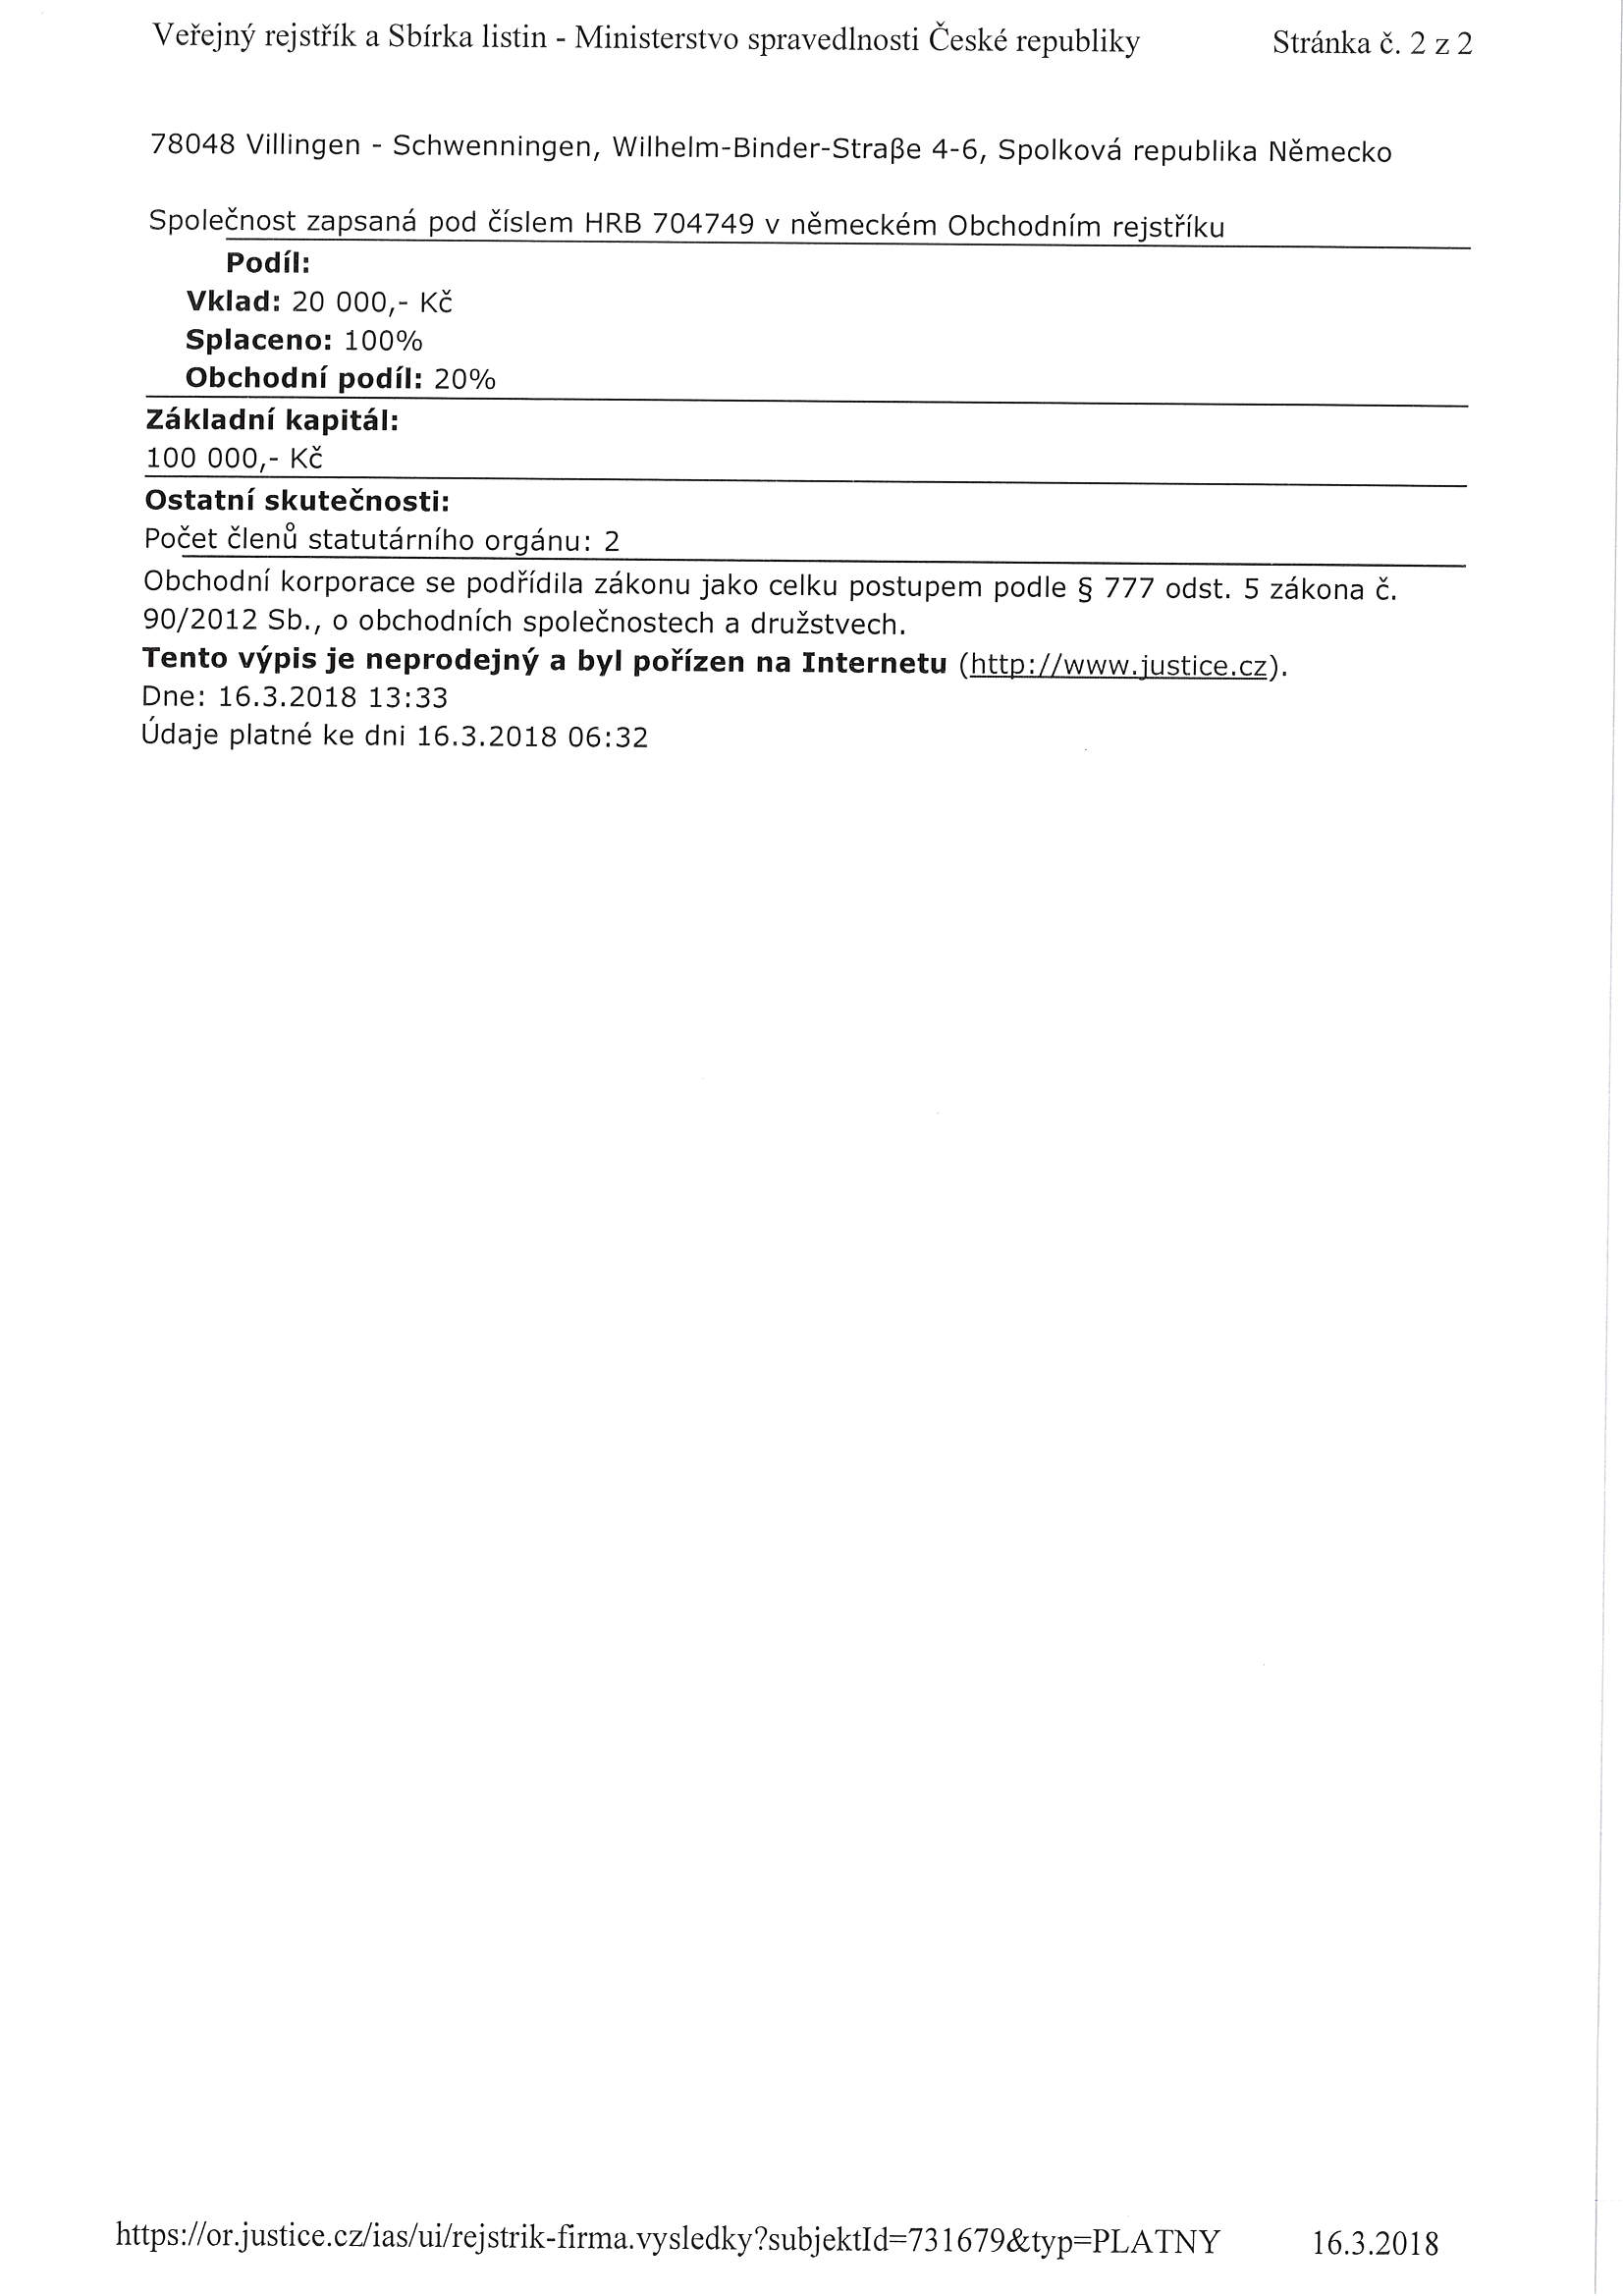 Veřejný rejstřík a Sbírka listin - Ministerstvo spravedlnosti České republiky Stránka č. 2 z 2
78048 Villingen - Schwenningen, Wilhelm-Binder-Straße 4-6, Spolková republika Německo
Společnost zapsaná pod číslem HRB 704749 v německém Obchodním rejstříku
Podíl:
Vklad: 20 000,- Kč
Splaceno: 100%
Obchodní podíl: 20%
Základní kapitál:
100 000,- Kč
Ostatní skutečnosti:
Počet členů statutárního orgánu: 2
Obchodní korporace se podřídila zákonu jako celku postupem podle § 777 odst. 5 zákona č.
90/2012 Sb., o obchodních společnostech a družstvech.
Tento výpis je neprodejný a byl pořízen na Internetu (http://www.justice.cz).
Dne: 16.3.2018 13:33
Údaje platné ke dni 16.3.2018 06:32
https://or.justice.cz/ias/ui/rejstrik-firma.vysledky?subjektId=731679&typ=PLATNY 16.3.2018